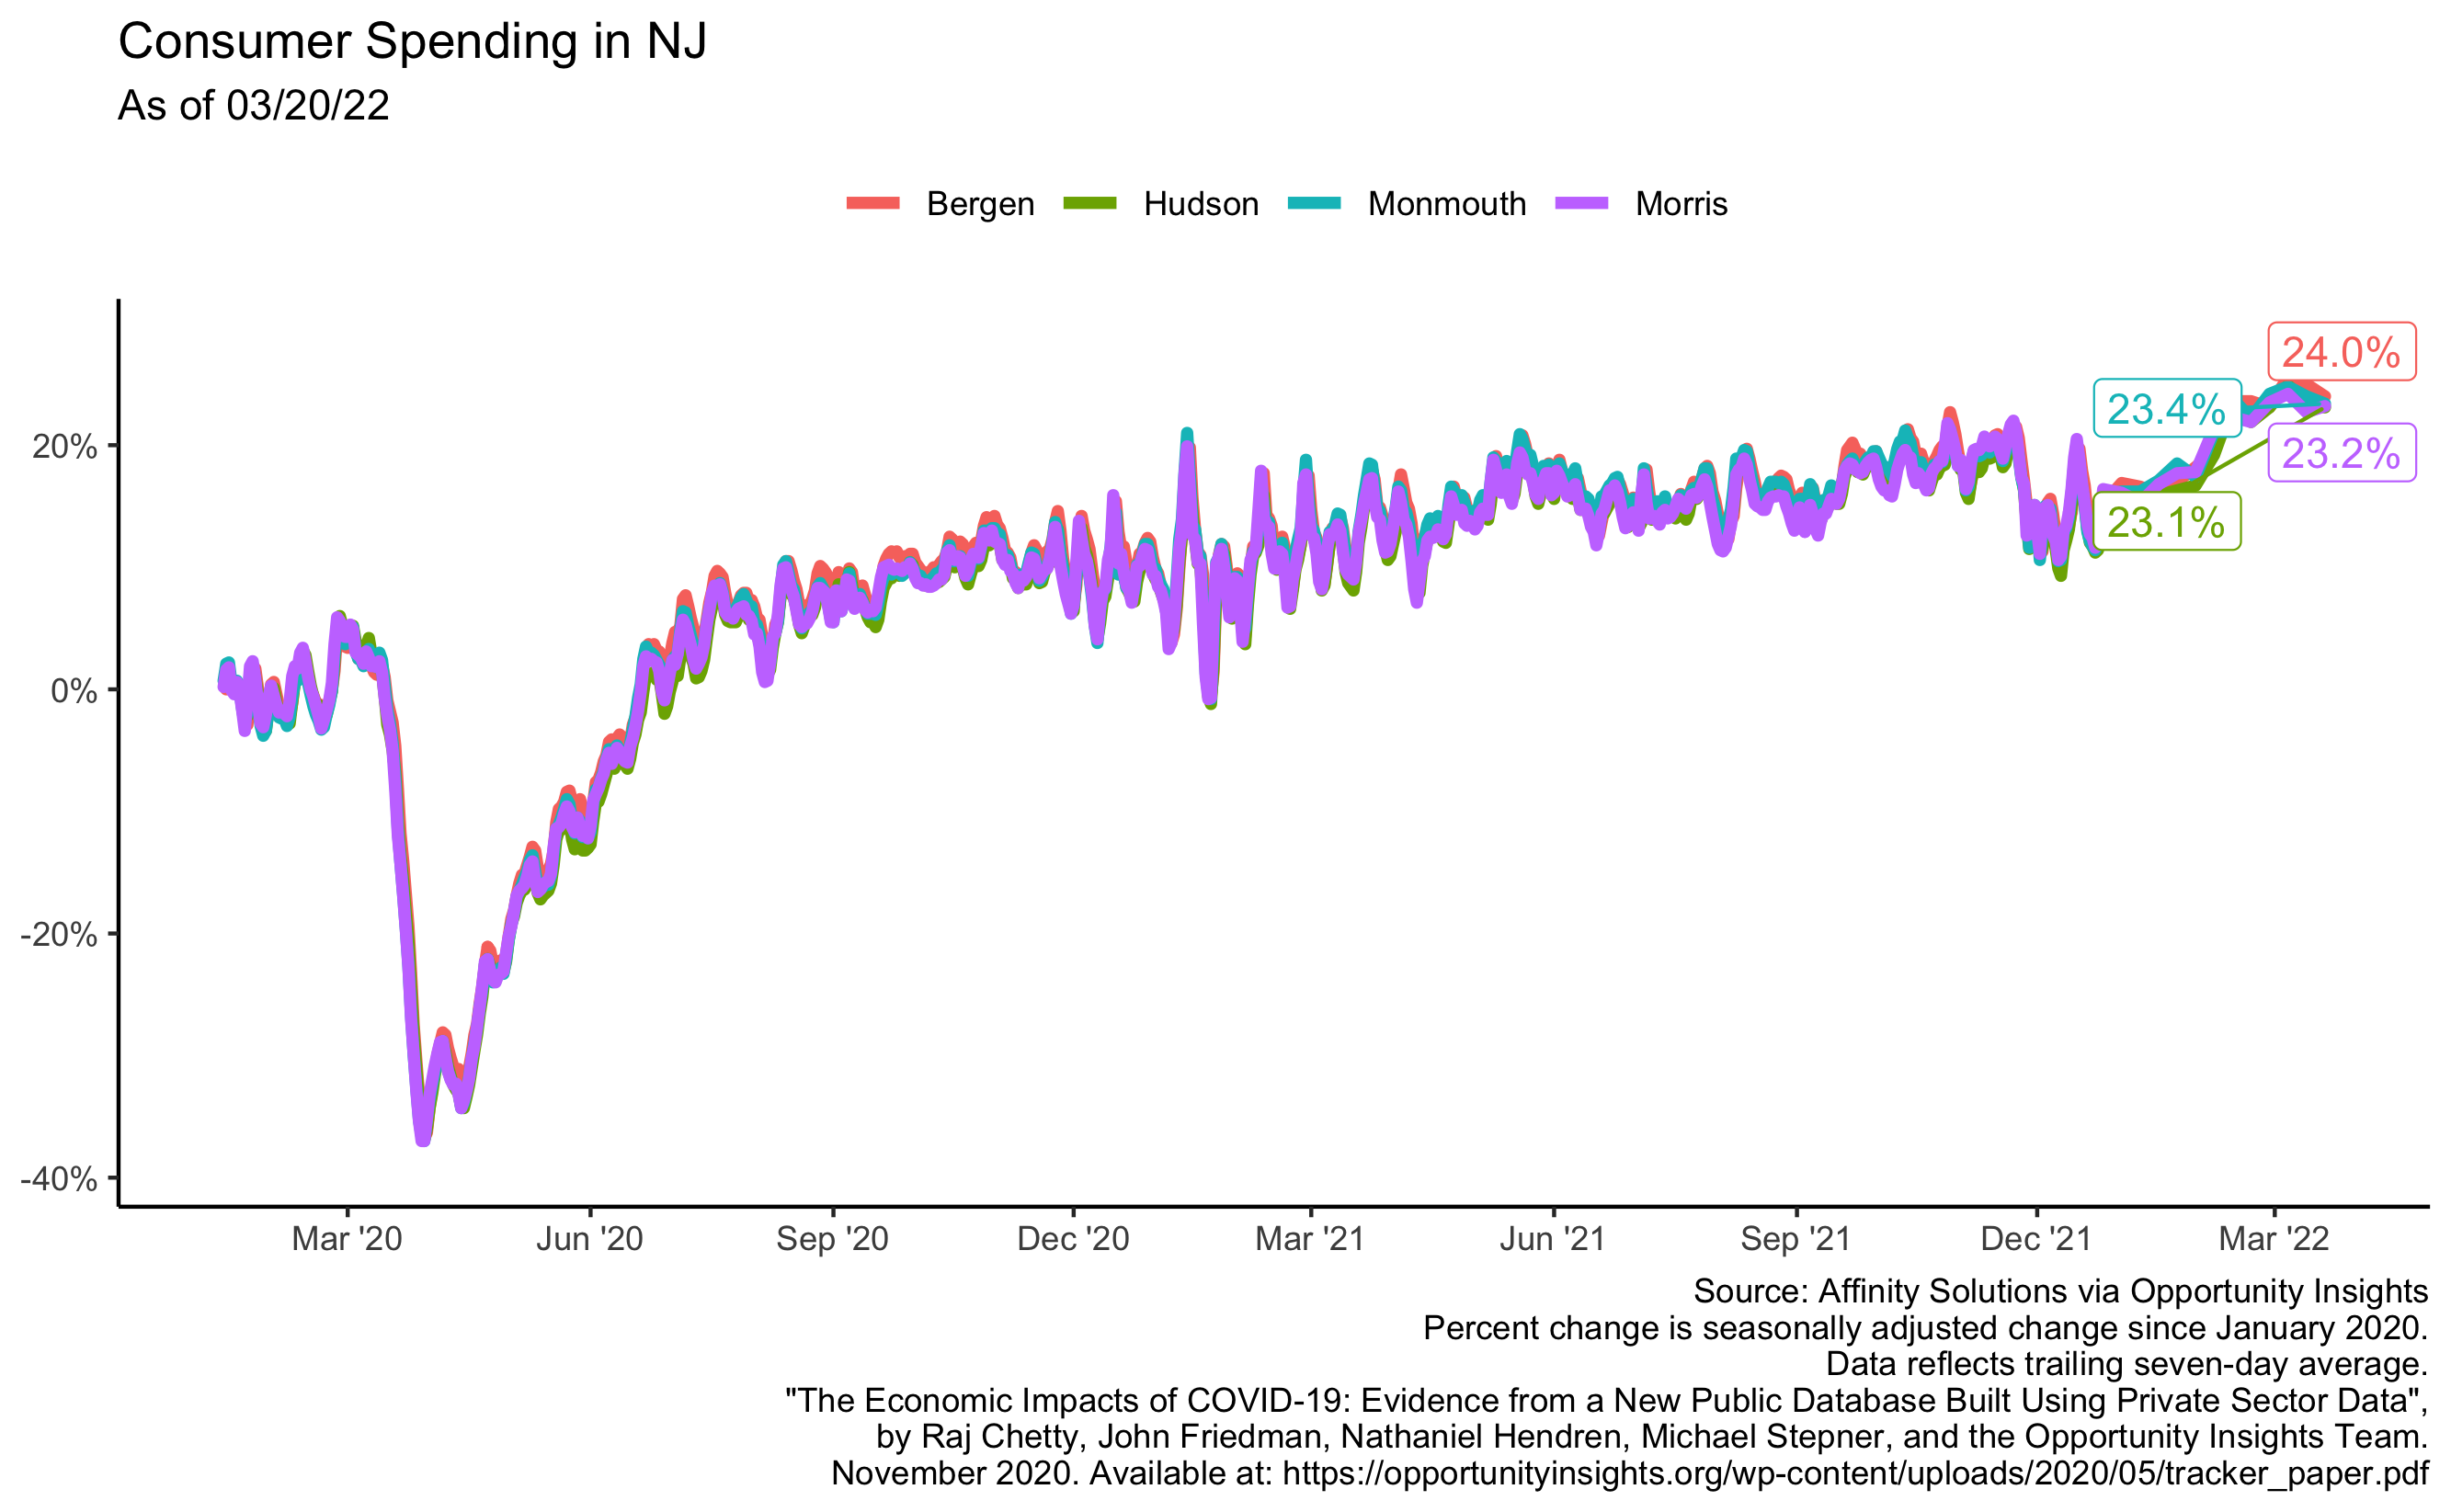 Consumer Spending in NJ
As of 03/20/22
Bergen Hudson Monmouth Morris
24.0%
23.4%
23.2%
23.1%
20%
0%
-20%
-40%
Mar '20 Jun '20 Sep '20 Dec '20 Mar '21 Jun '21 Sep '21 Dec '21 Mar '22
Source: Affinity Solutions via Opportunity Insights
Percent change is seasonally adjusted change since January 2020.
Data reflects trailing seven-day average.
"The Economic Impacts of COVID-19: Evidence from a New Public Database Built Using Private Sector Data",
by Raj Chetty, John Friedman, Nathaniel Hendren, Michael Stepner, and the Opportunity Insights Team.
November 2020. Available at: https://opportunityinsights.org/wp-content/uploads/2020/05/tracker_paper.pdf